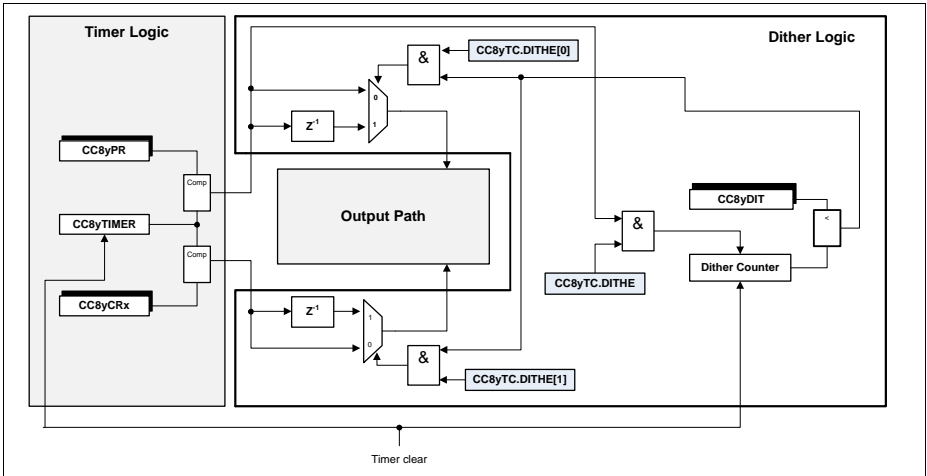 Timer Logic
Dither Logic
CC8yTC.DITHE[0]
&
0
1
Z-1
CC8yPR
Comp
CC8yTIMER
Comp
CC8yCRx
Output Path
CC8yDIT
<
&
CC8yTC.DITHE
Dither Counter
Z-1
1
0
&
CC8yTC.DITHE[1]
Timer clear